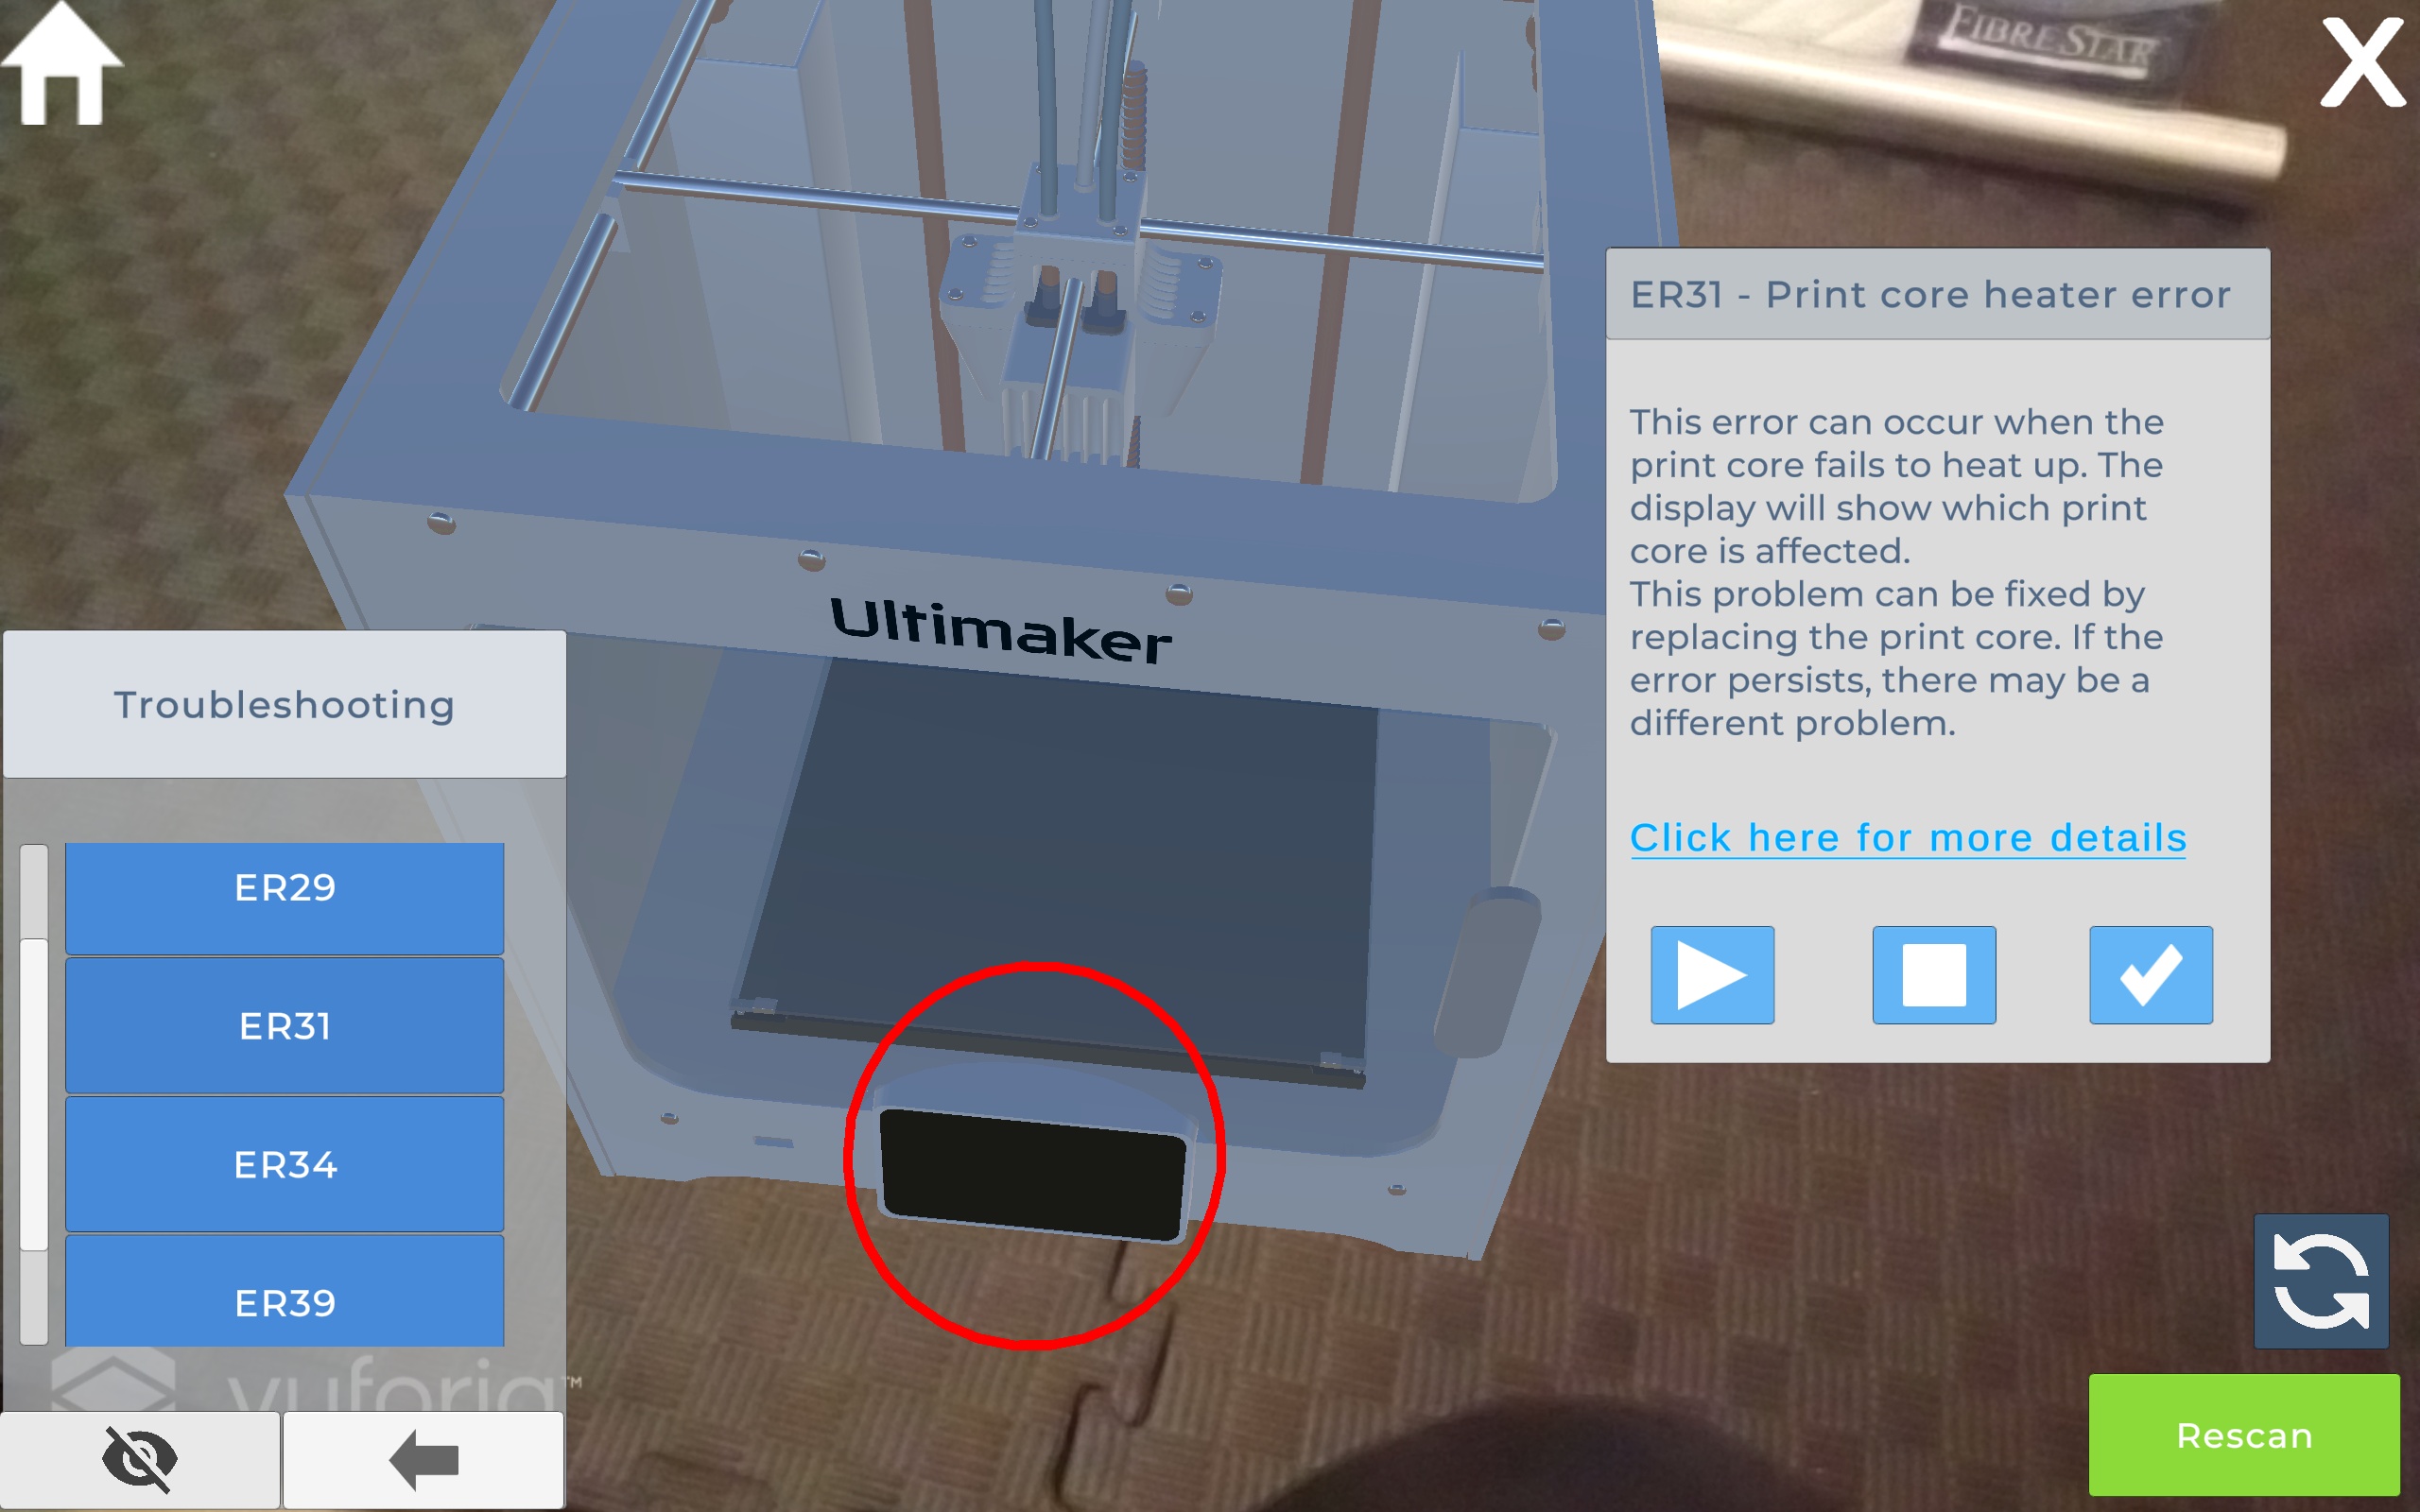 FIBRE STAR
X
ER31 - Print core heater error
This error can occur when the
print core fails to heat up. The
display will show which print
core is affected.
This problem can be fixed by
replacing the print core. If the
error persists, there may be a
different problem.
Click here for more details
Ultimaker
Troubleshooting
ER29
ER31
ER34
ER39
vuforia™
Rescan